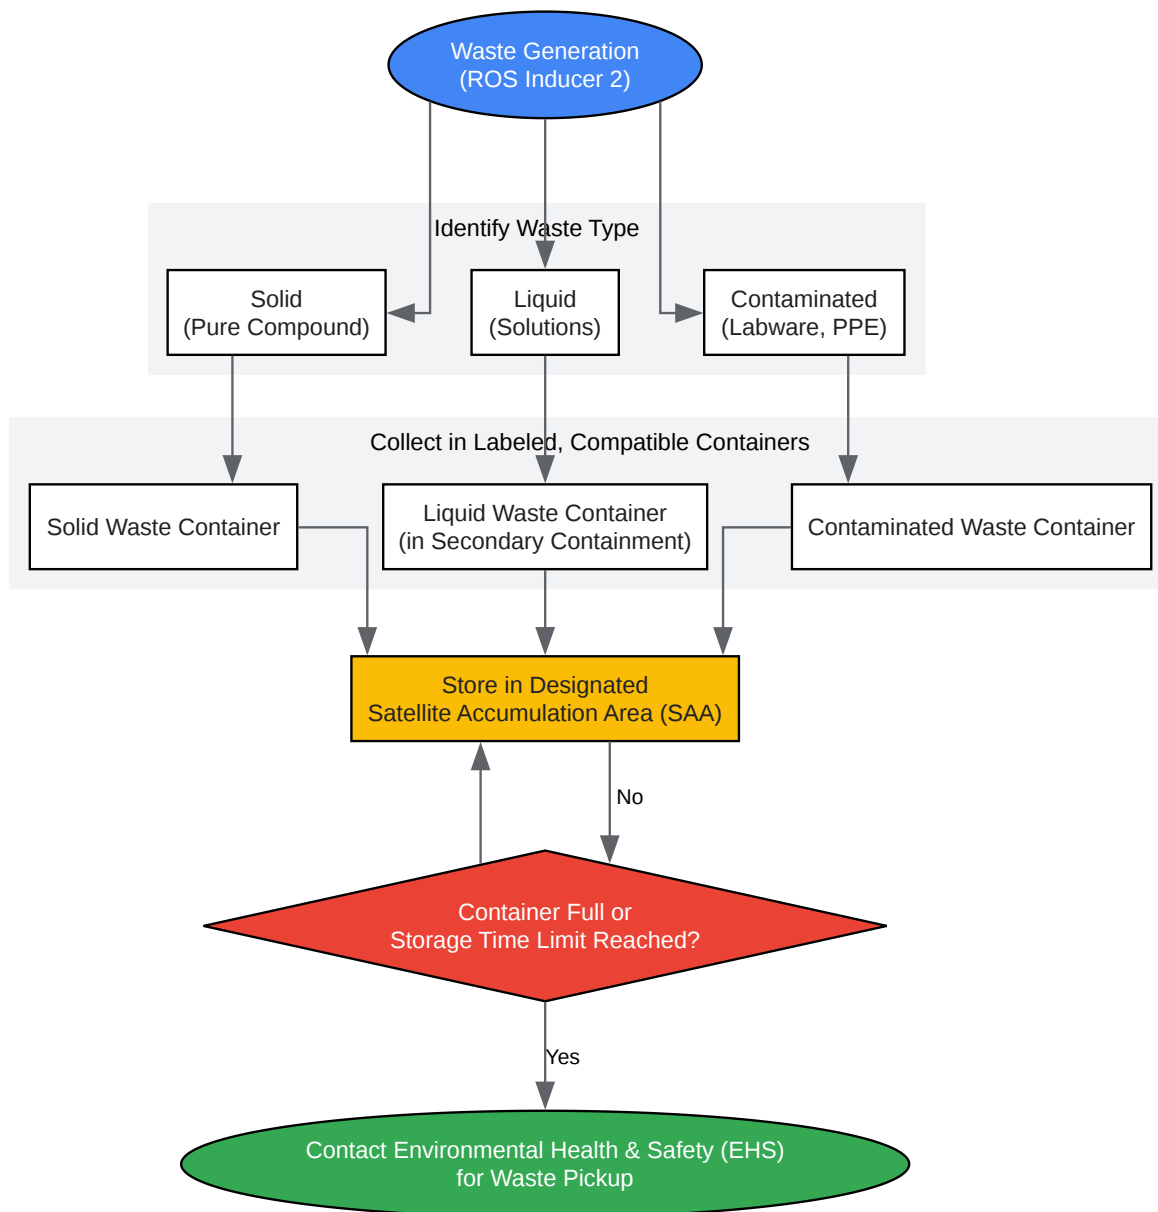 Waste Generation
(ROS Inducer 2)
Identify Waste Type
Solid
(Pure Compound)
Liquid
(Solutions)
Contaminated
(Labware, PPE)
Collect in Labeled, Compatible Containers
Solid Waste Container
Liquid Waste Container
(in Secondary Containment)
Contaminated Waste Container
Store in Designated
Satellite Accumulation Area (SAA)
No
Container Full or
Storage Time Limit Reached?
Yes
Contact Environmental Health & Safety (EHS)
for Waste Pickup